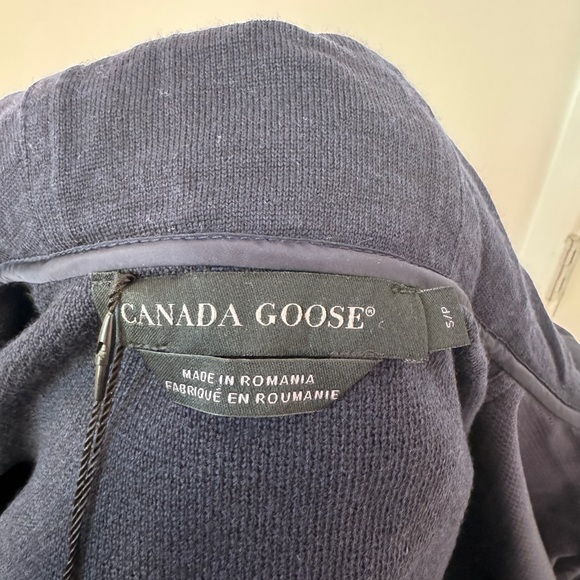 CANADA GOOSE®
S/P
MADE IN ROMANIA
FABRIQUÉ EN ROUMANIE